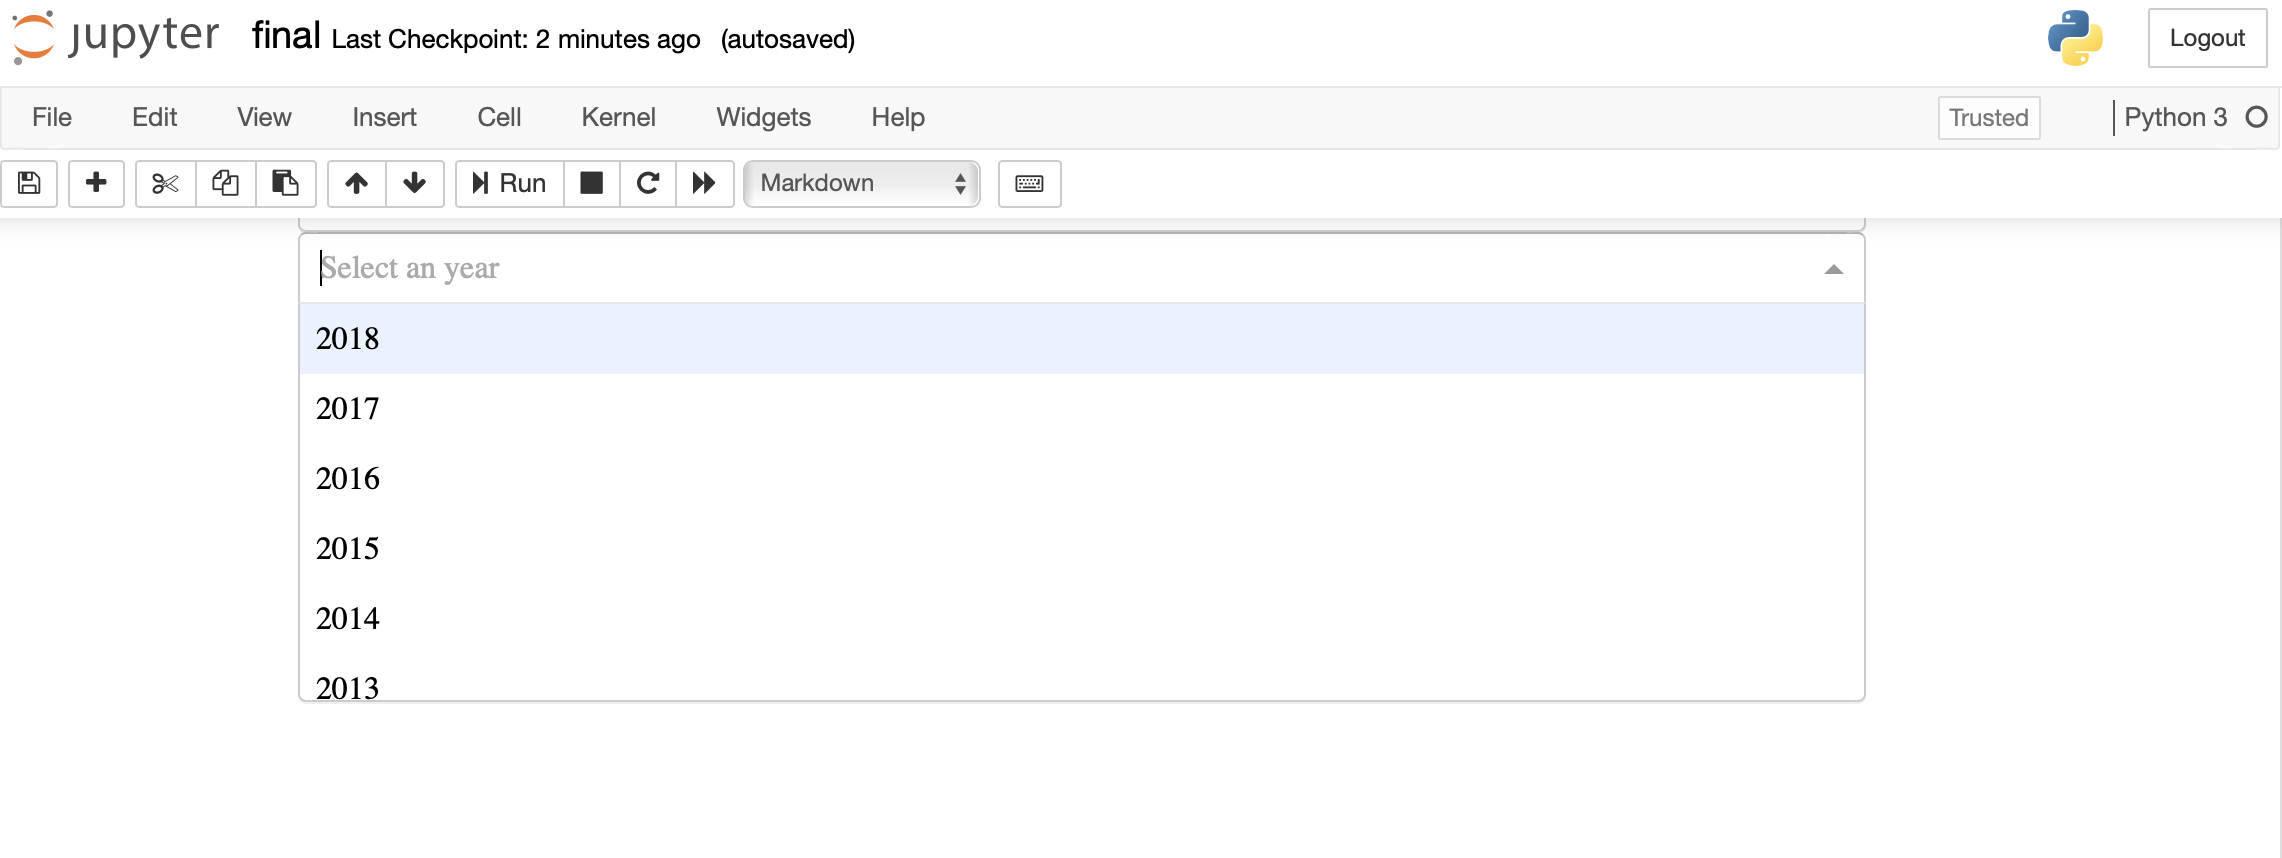 jupyter final Last Checkpoint: 2 minutes ago (autosaved) Logout
File Edit View Insert Cell Kernel Widgets Help Trusted Python 3
Run Markdown
Select an year
2018
2017
2016
2015
2014
2013